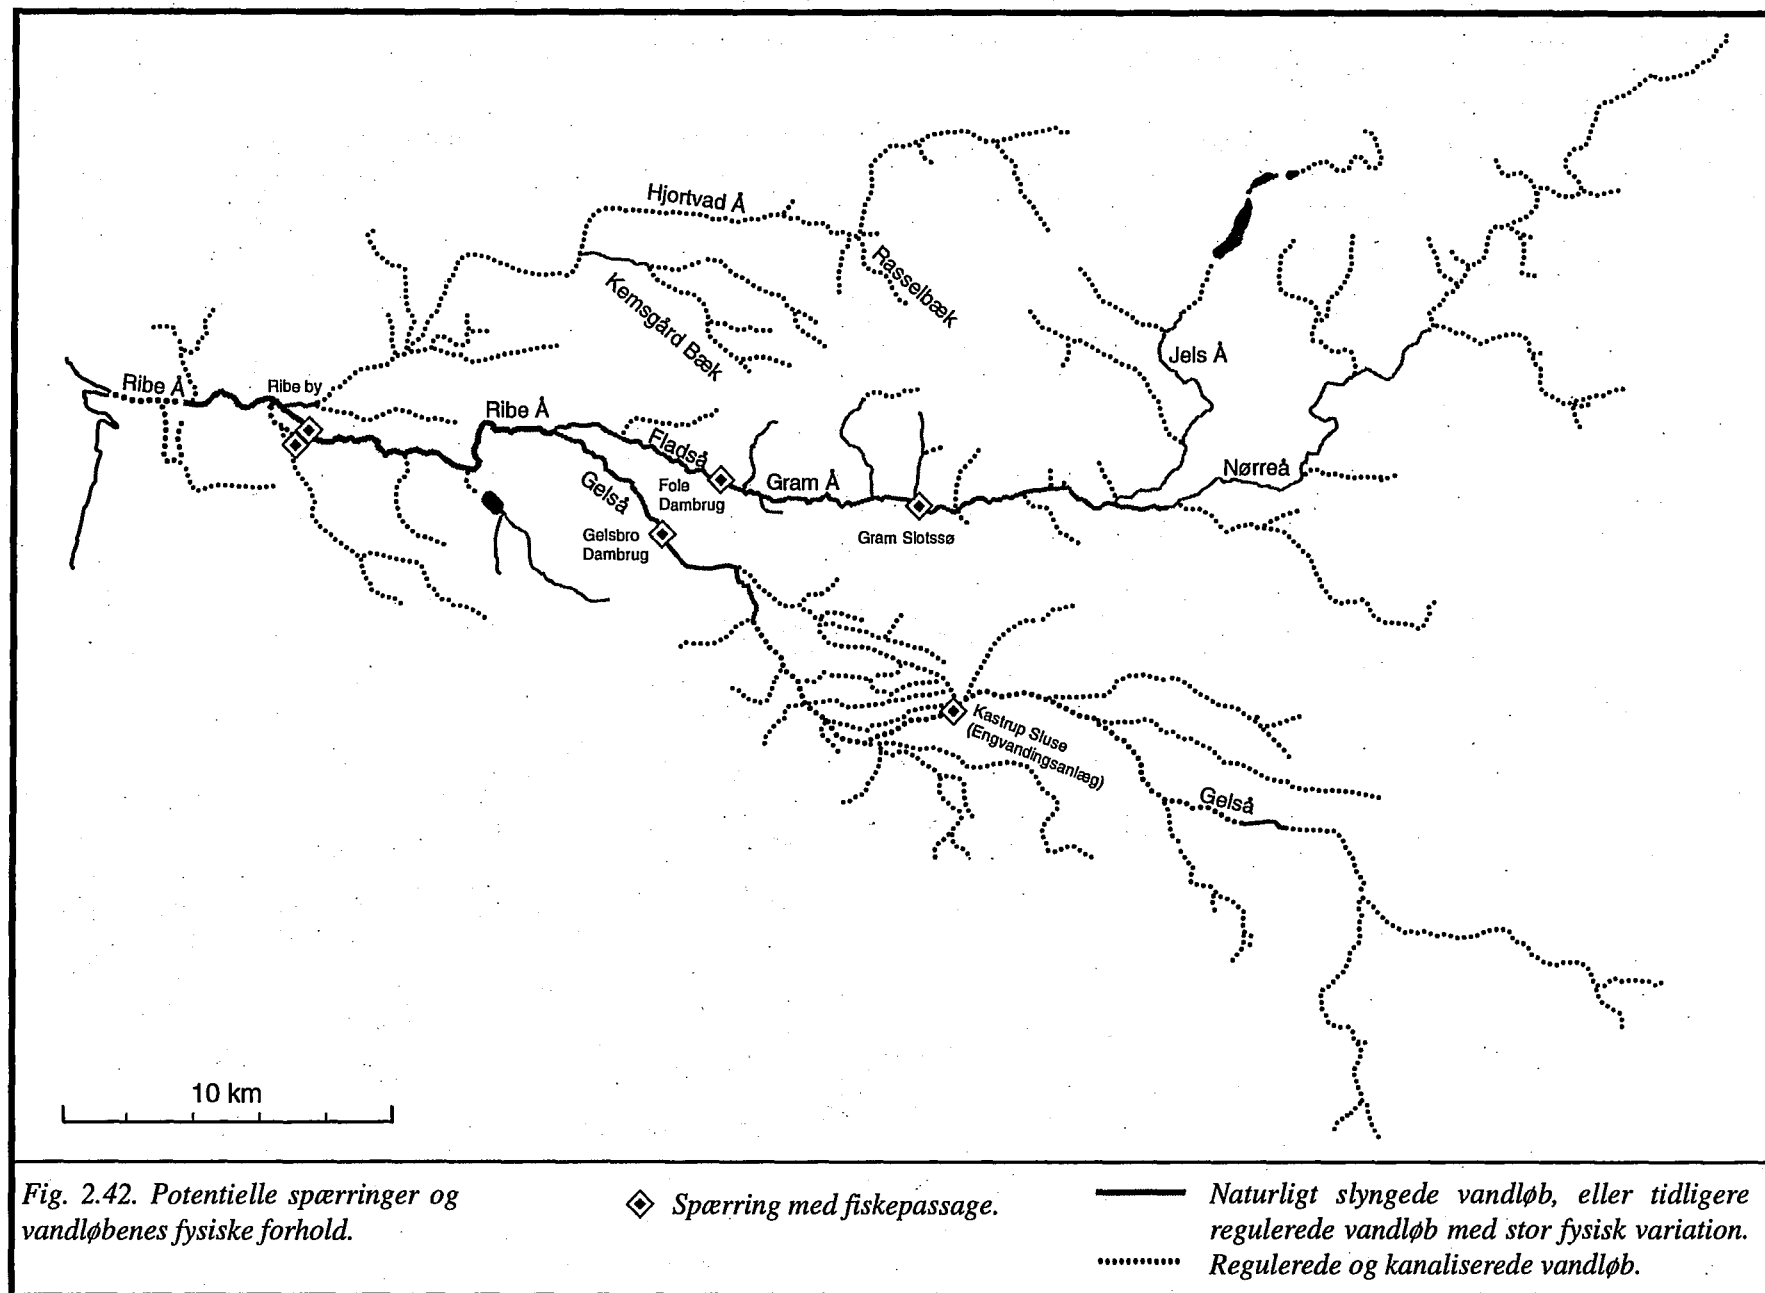 Hjortvad Å
Rasselbæk
Kemsgård Bæk
Jels Å
Ribe Å
Ribe by
Ribe Å
Fladså
Nørreå
Gelså
Fole
Dambrug
Gram Å
Gelsbro
Dambrug
Gram Slotssø
Kastrup Sluse
(Engvandingsanlæg)
Gelså
10 km
Fig. 2.42. Potentielle spærringer og
vandløbenes fysiske forhold.
Spærring med fiskepassage.
Naturligt slyngede vandløb, eller tidligere
regulerede vandløb med stor fysisk variation.
Regulerede og kanaliserede vandløb.